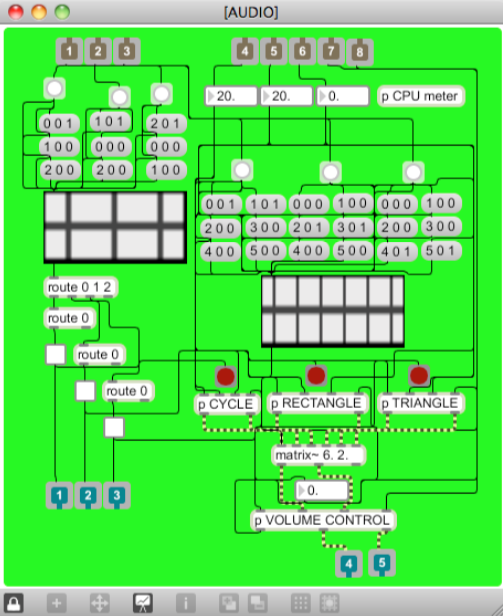 [AUDIO]
1 2 3 4 5 6 7 8
20. 20. 0. p CPU meter
0 0 1 1 0 1 2 0 1
1 0 0 0 0 0 0 0 0
2 0 0 2 0 0 1 0 0
0 0 1 1 0 1 0 0 0 1 0 0 0 0 0 1 0 0
2 0 0 3 0 0 2 0 1 3 0 1 2 0 0 3 0 0
4 0 0 5 0 0 4 0 0 5 0 0 4 0 1 5 0 1
route 0 1 2
route 0
route 0
route 0
p CYCLE p RECTANGLE p TRIANGLE
matrix~ 6. 2.
0.
1 2 3
p VOLUME CONTROL
4 5